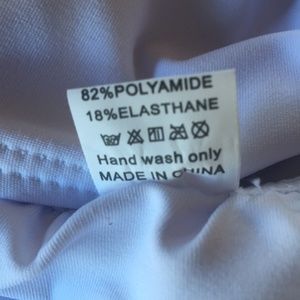 82%POLYAMIDE
18%ELASTHANE
Hand wash only
MADE IN CHINA